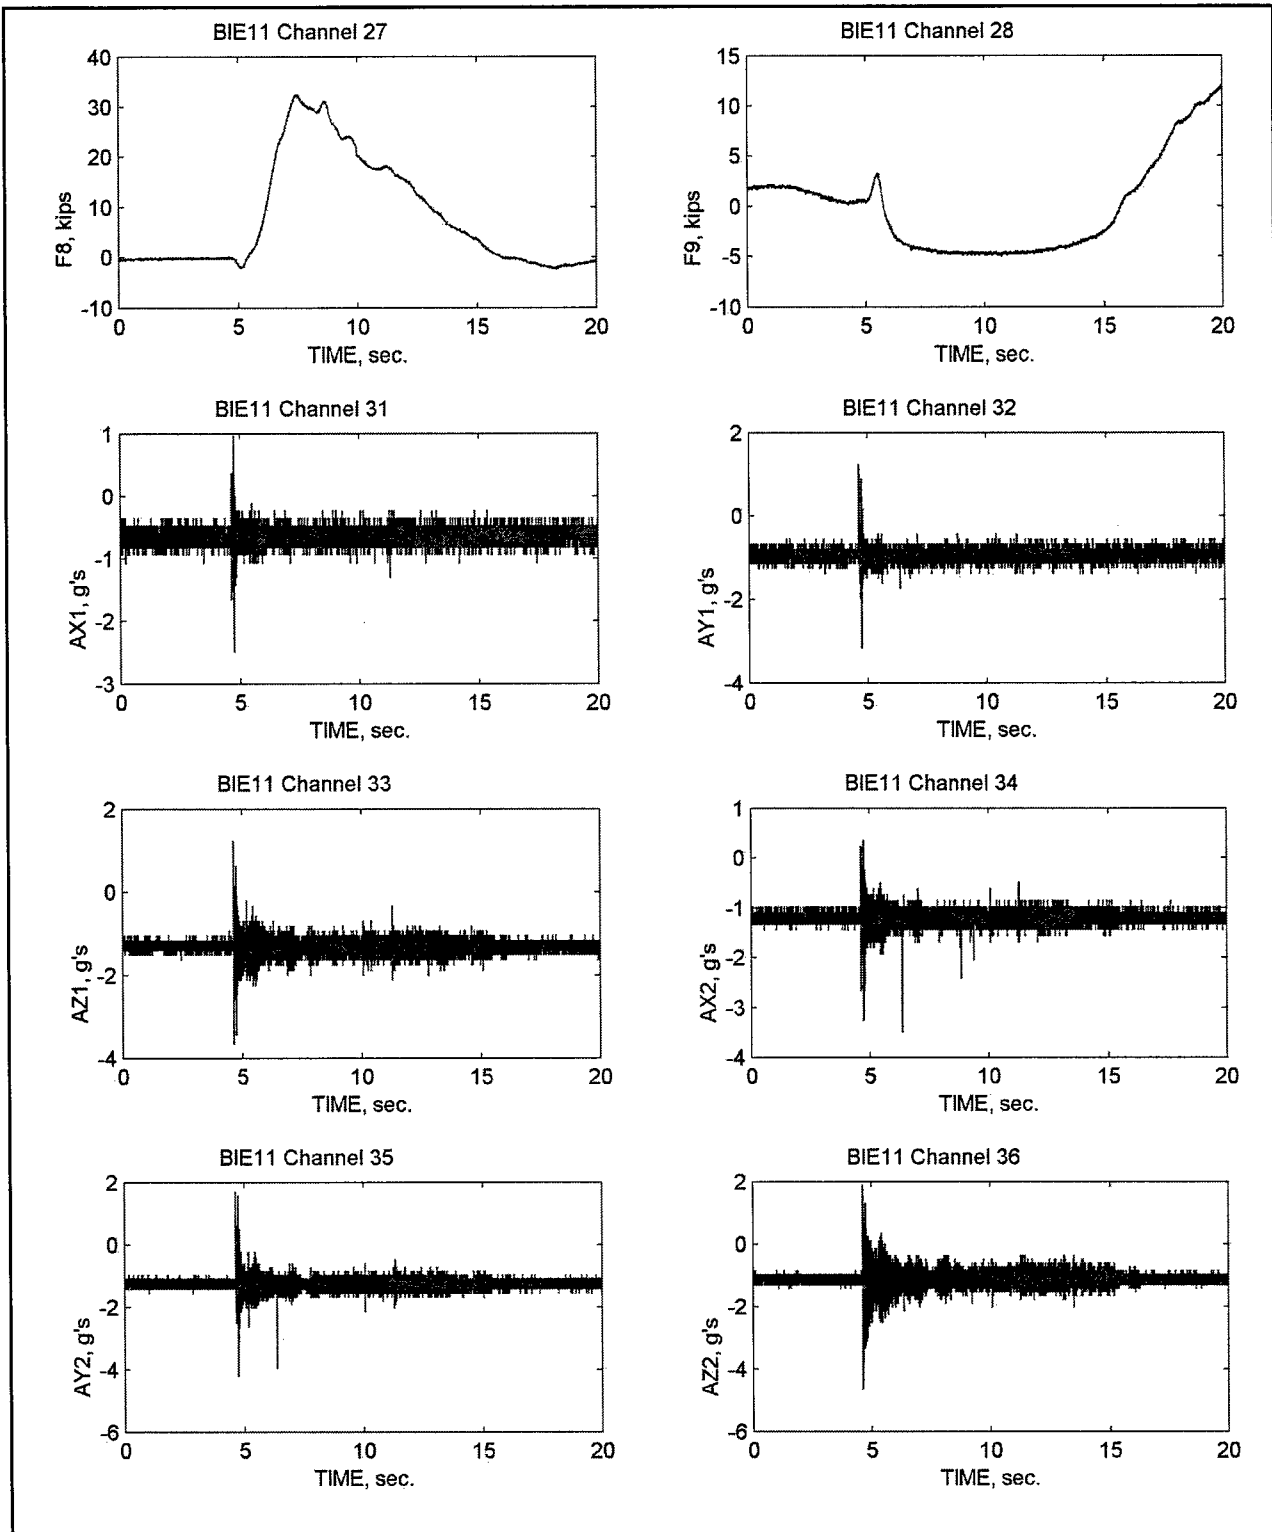 BIE11 Channel 27
40
30
20
10
0
-10
F8, kips
0 5 10 15 20
TIME, sec.
BIE11 Channel 28
15
10
5
0
-5
-10
F9, kips
0 5 10 15 20
TIME, sec.
BIE11 Channel 31
1
0
-1
-2
-3
AX1, g's
0 5 10 15 20
TIME, sec.
BIE11 Channel 32
2
0
-2
-4
AY1, g's
0 5 10 15 20
TIME, sec.
BIE11 Channel 33
2
0
-2
-4
AZ1, g's
0 5 10 15 20
TIME, sec.
BIE11 Channel 34
1
0
-1
-2
-3
-4
AX2, g's
0 5 10 15 20
TIME, sec.
BIE11 Channel 35
2
0
-2
-4
-6
AY2, g's
0 5 10 15 20
TIME, sec.
BIE11 Channel 36
2
0
-2
-4
-6
AZ2, g's
0 5 10 15 20
TIME, sec.